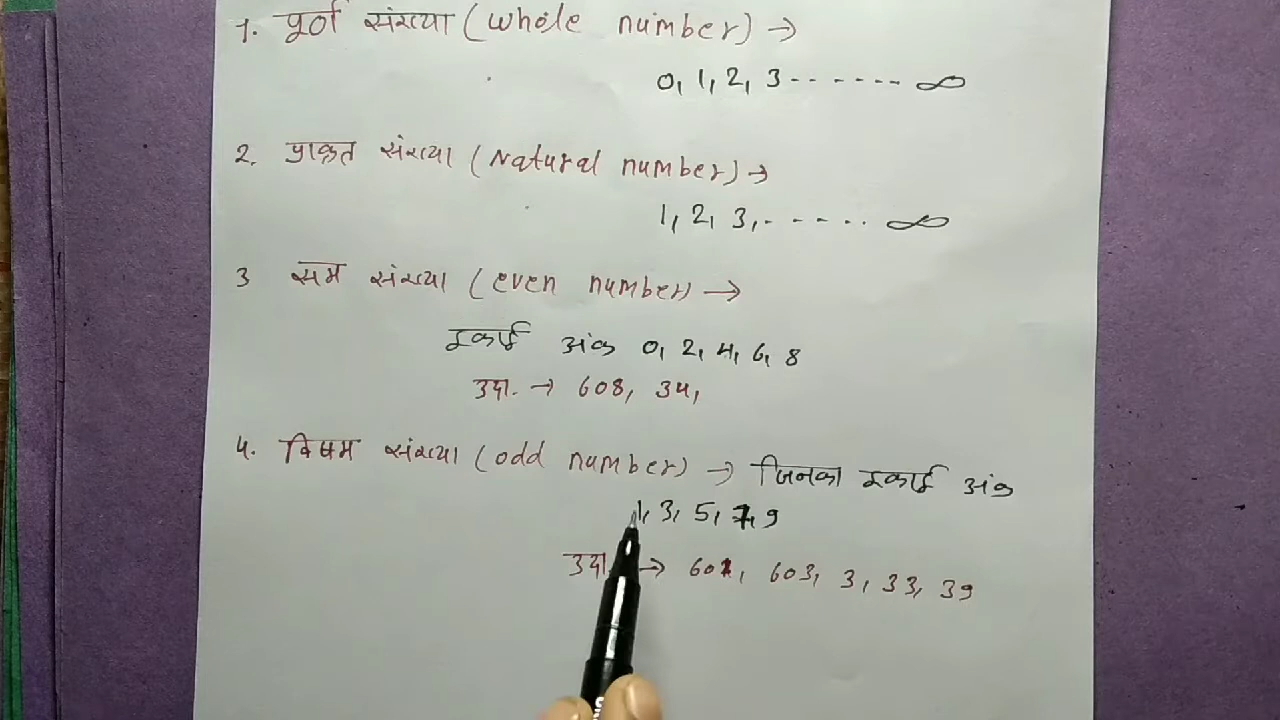 1. पूर्ण संख्या (Whole number) →
0, 1, 2, 3 ------- ∞
2. प्राकृत संख्या (Natural number) →
1, 2, 3, ------ ∞
3 सम संख्या (even number) →
इकाई अंक 0, 2, 4, 6, 8
उदा. → 608, 34,
4. विषम संख्या (odd number) → जिनका इकाई अंक
1, 3, 5, 7, 9
उदा. → 601, 603, 3, 33, 39